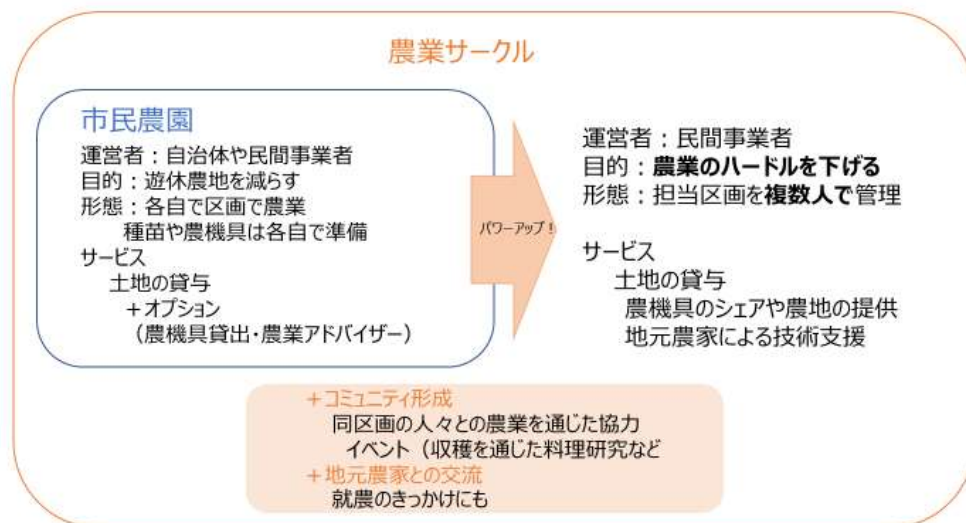 農業サークル
市民農園
運営者：自治体や民間事業者
目的：遊休農地を減らす
形態：各自で区画で農業
種苗や農機具は各自で準備
サービス
土地の貸与
＋オプション
（農機具貸出・農業アドバイザー）
パワーアップ！
運営者：民間事業者
目的：農業のハードルを下げる
形態：担当区画を複数人で管理
サービス
土地の貸与
農機具のシェアや農地の提供
地元農家による技術支援
＋コミュニティ形成
同区画の人々との農業を通じた協力
イベント（収穫を通じた料理研究など
＋地元農家との交流
就農のきっかけにも